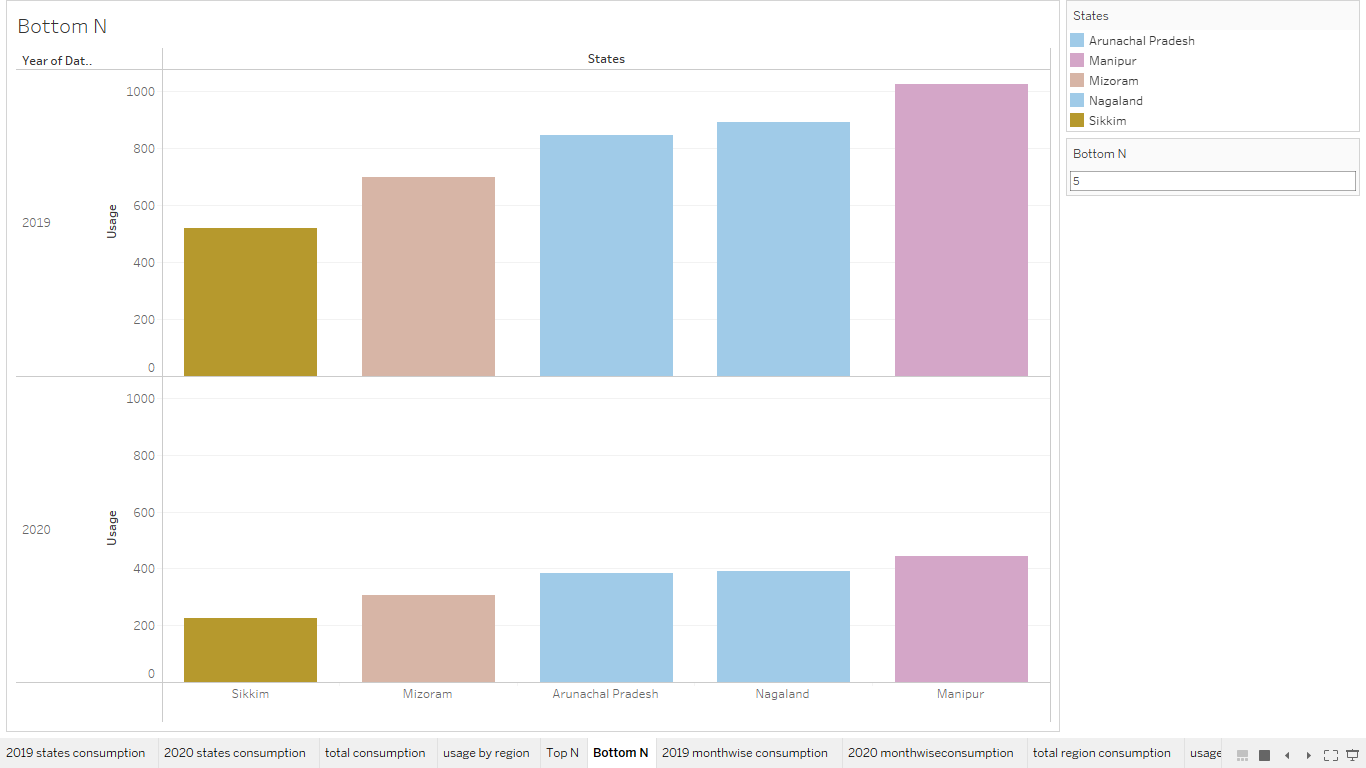 Bottom N
Year of Dat..
States
1000
800
600
400
200
0
2019
Usage
1000
800
600
400
200
0
2020
Usage
Sikkim
Mizoram
Arunachal Pradesh
Nagaland
Manipur
States
Arunachal Pradesh
Manipur
Mizoram
Nagaland
Sikkim
Bottom N
5
2019 states consumption
2020 states consumption
total consumption
usage by region
Top N
Bottom N
2019 monthwise consumption
2020 monthwiseconsumption
total region consumption
usage